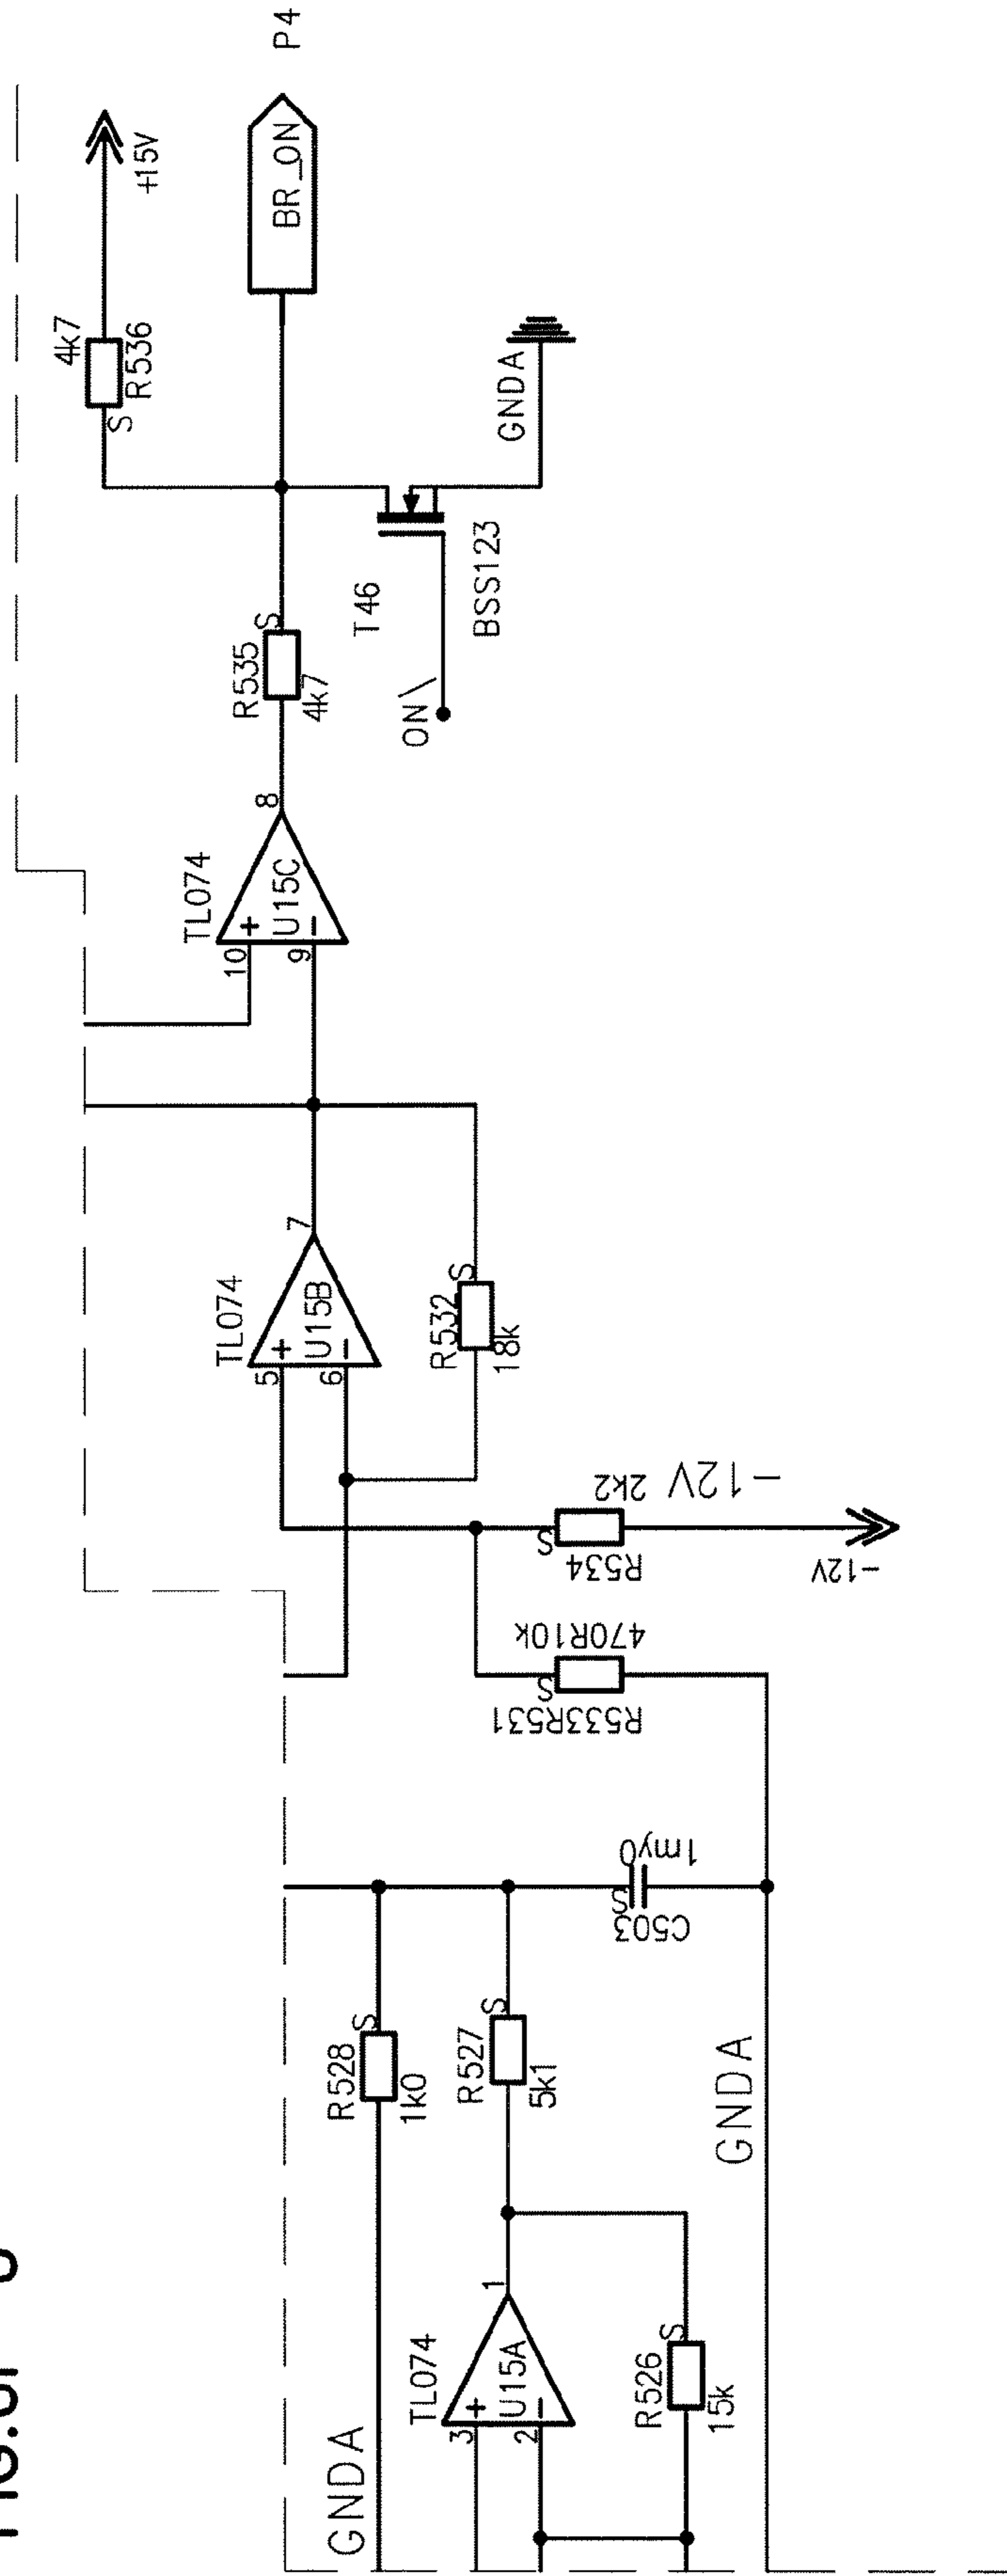 P4
+15V
4k7
R536
S
BR_ON
GNDA
T46
BSS123
ON\
R535
S
4k7
TL074
8
10
+
U15C
9
−
TL074
7
5
+
U15B
6
−
R532
S
18k
-12V
2k2
S
R534
-12V
470R10k
S
R533R531
1my0
S
C503
R528
S
1k0
R527
S
5k1
GNDA
TL074
1
3
+
U15A
2
−
R526
S
15k
GNDA